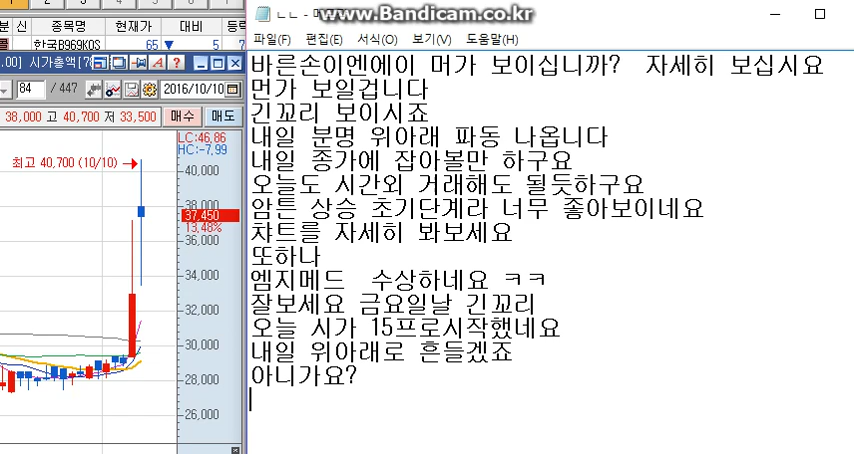 www.Bandicam.co.kr
분 신 종목명 현재가 대비 등락
한국B969KOS 65 ▼ 5
.00] 시가총액[7
84 / 447 2016/10/10
38,000 고 40,700 저 33,500 매수 매도
LC:46.86
HC:-7.99
최고 40,700 (10/10)
40,000
38,000
37,450
13.48%
36,000
34,000
32,000
30,000
28,000
26,000
파일(F) 편집(E) 서식(O) 보기(V) 도움말(H)
바른손이엔에이 머가 보이십니까? 자세히 보십시요
먼가 보일겁니다
긴꼬리 보이시죠
내일 분명 위아래 파동 나옵니다
내일 종가에 잡아볼만 하구요
오늘도 시간외 거래해도 될듯하구요
암튼 상승 초기단계라 너무 좋아보이네요
챠트를 자세히 봐보세요
또하나
엠지메드 수상하네요 ㅋㅋ
잘보세요 금요일날 긴꼬리
오늘 시가 15프로시작했네요
내일 위아래로 흔들겠죠
아니가요?